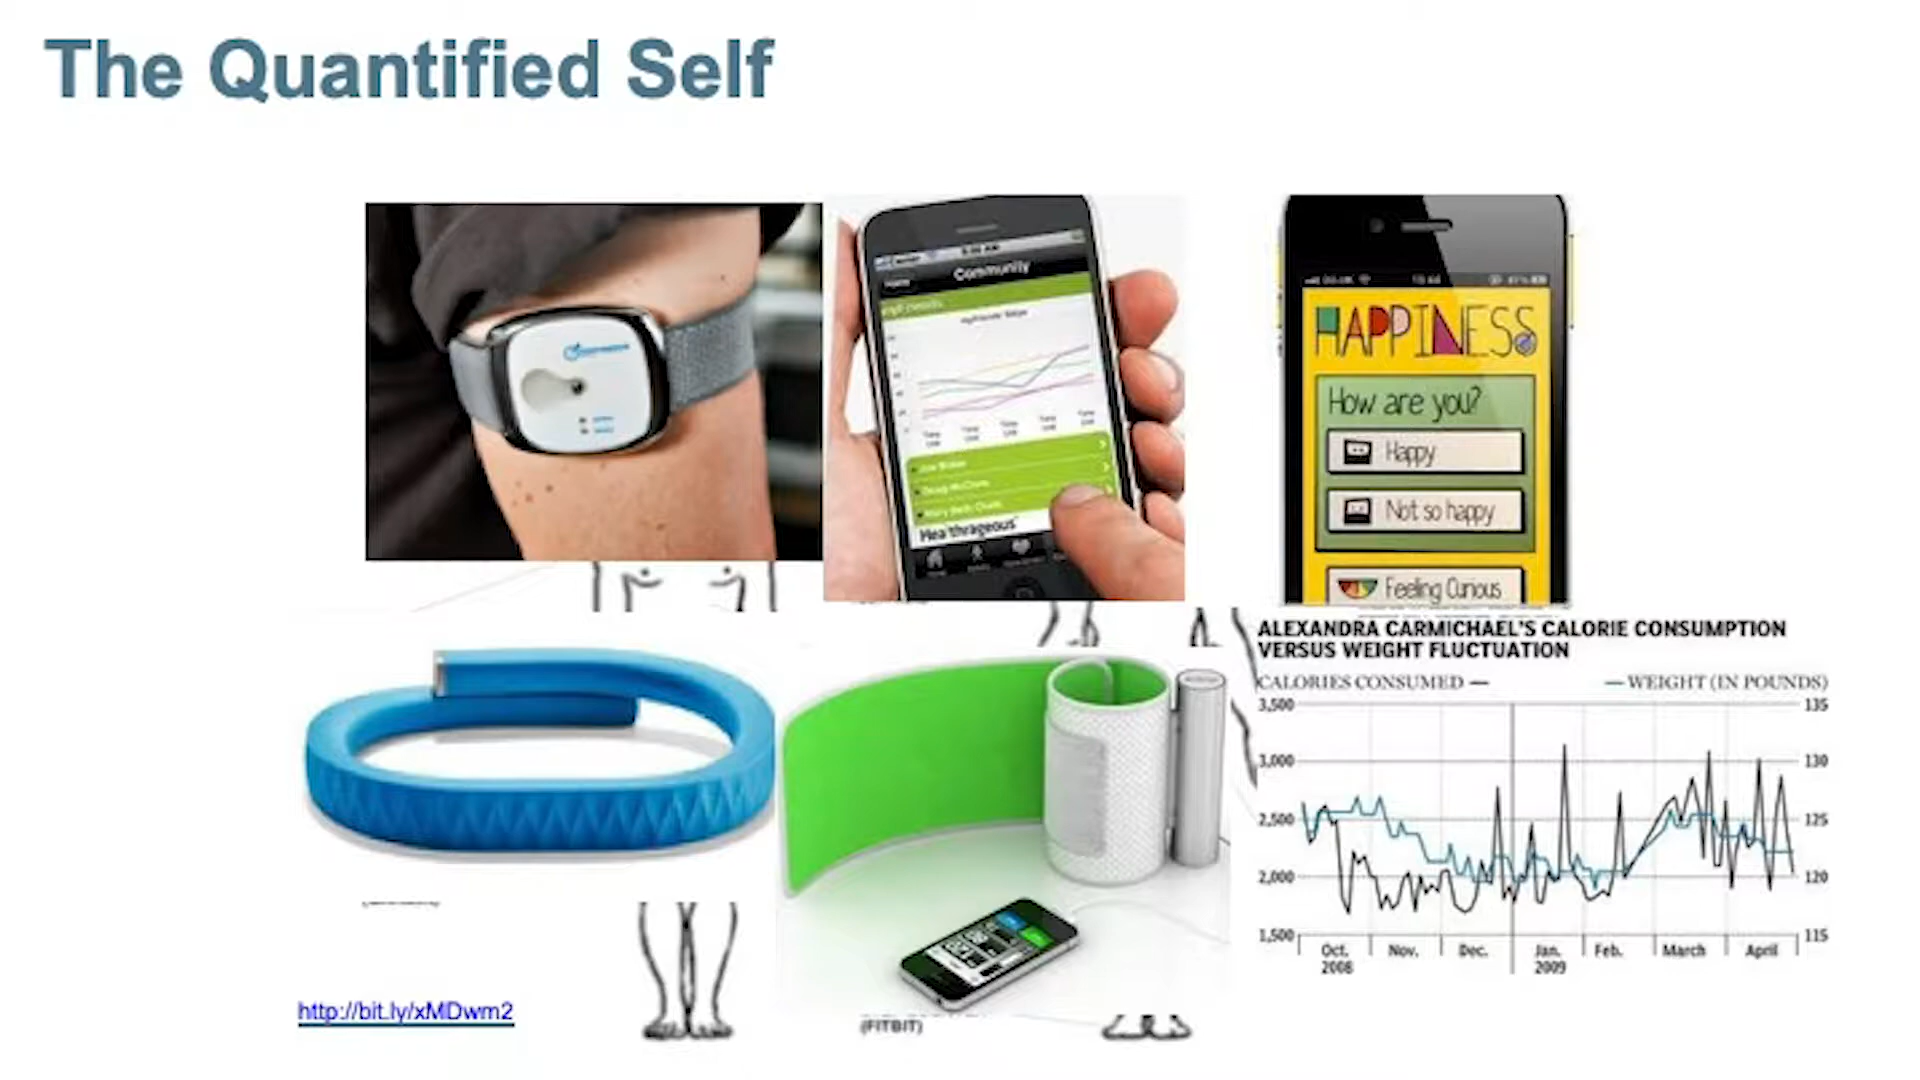 The Quantified Self
Community
HAPPINESS
How are you?
Happy
Not so happy
Feeling Curious
Healthrageous
ALEXANDRA CARMICHAEL'S CALORIE CONSUMPTION
VERSUS WEIGHT FLUCTUATION
CALORIES CONSUMED
WEIGHT (IN POUNDS)
3,500 135
3,000 130
2,500 125
2,000 120
1,500 115
Oct. Nov. Dec. Jan. Feb. March April
2008 2009
http://bit.ly/xMDwm2
(FITBIT)